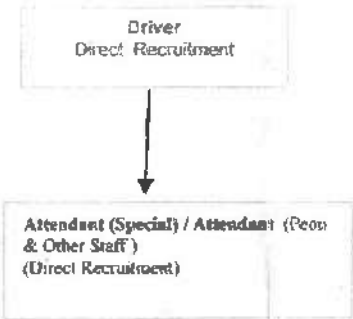 Driver
Direct Recruitment
Attendant (Special) / Attendant (Peon
& Other Staff )
(Direct Recruitment)